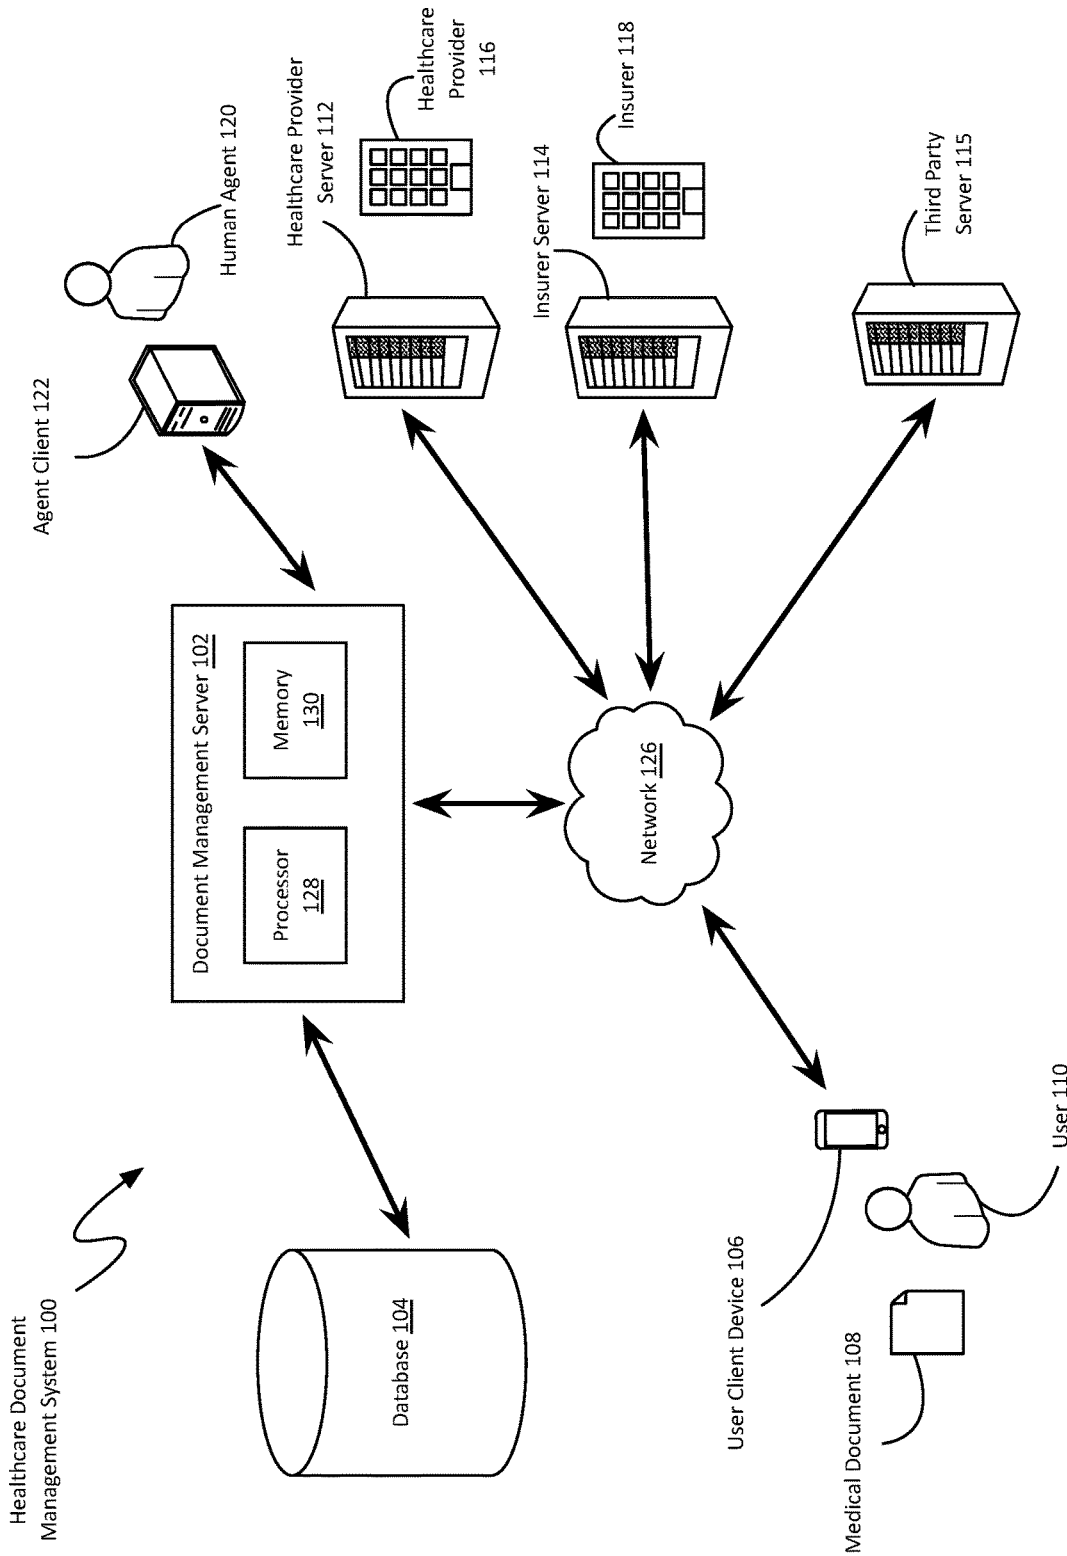 Healthcare Document
Management System 100
Database 104
Document Management Server 102
Processor
128
Memory
130
Agent Client 122
Human Agent 120
Healthcare Provider
Server 112
Healthcare
Provider
116
Insurer Server 114
Insurer 118
Third Party
Server 115
Network 126
User Client Device 106
Medical Document 108
User 110